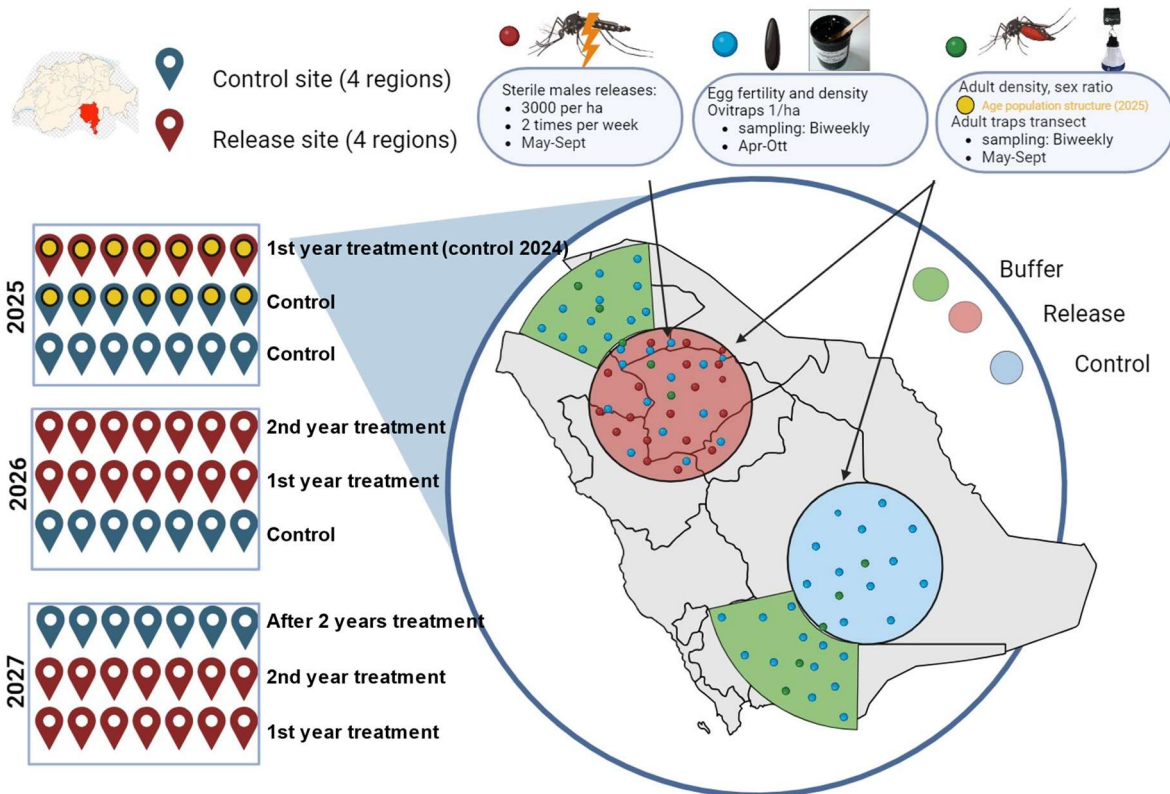 Control site (4 regions)
Release site (4 regions)
Sterile males releases:
• 3000 per ha
• 2 times per week
• May-Sept
Egg fertility and density
Ovitraps 1/ha
• sampling: Biweekly
• Apr-Ott
Adult density, sex ratio
Age population structure (2025)
Adult traps transect
• sampling: Biweekly
• May-Sept
2025
1st year treatment (control 2024)
Control
Control
2026
2nd year treatment
1st year treatment
Control
2027
After 2 years treatment
2nd year treatment
1st year treatment
Buffer
Release
Control